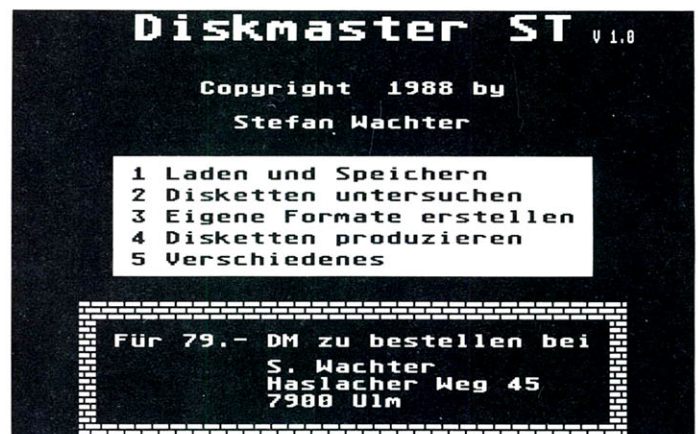 Diskmaster ST V 1.0
Copyright 1988 by
Stefan Wachter
1 Laden und Speichern
2 Disketten untersuchen
3 Eigene Formate erstellen
4 Disketten produzieren
5 Verschiedenes
Für 79.- DM zu bestellen bei
S. Wachter
Haslacher Weg 45
7900 Ulm